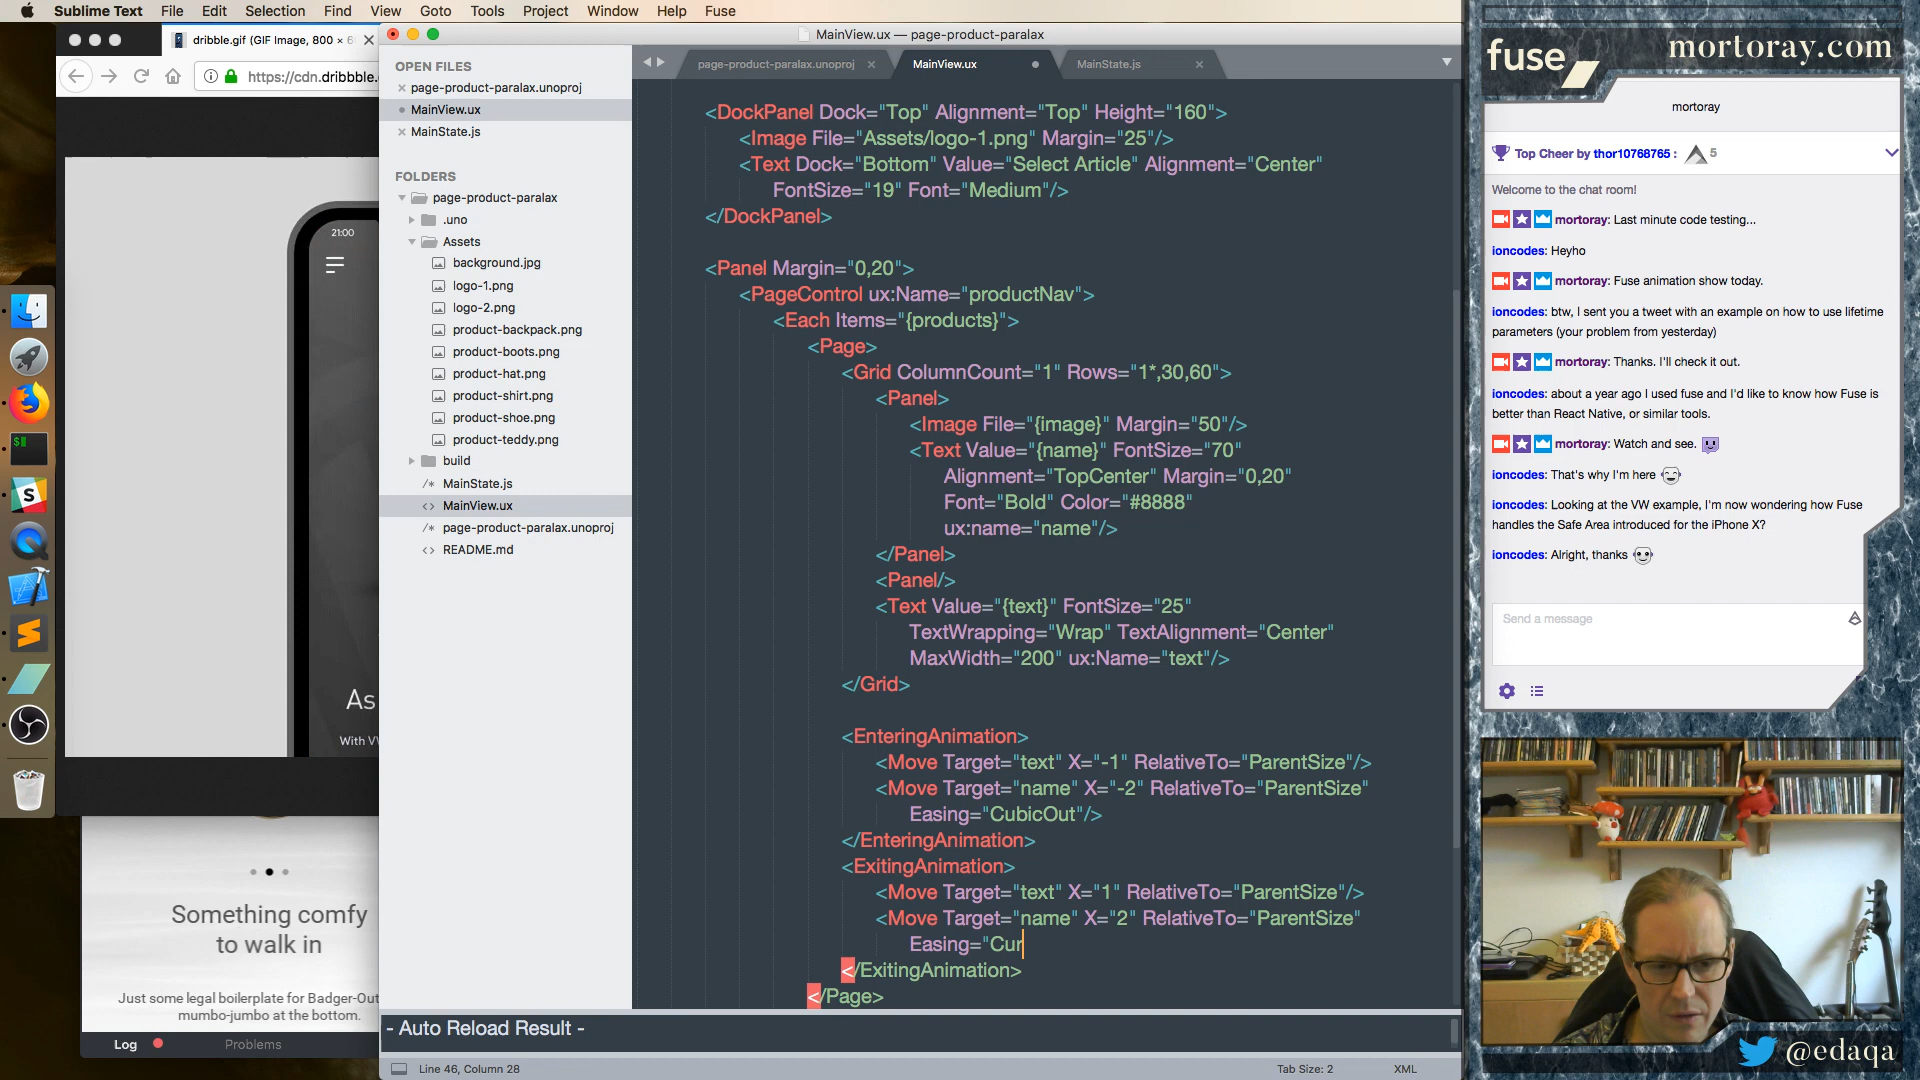 Sublime Text File Edit Selection Find View Goto Tools Project Window Help Fuse
dribble.gif (GIF Image, 800 × 6
https://cdn.dribbble.
21:00
As
With VW
Something comfy
to walk in
Just some legal boilerplate for Badger-Out
mumbo-jumbo at the bottom.
Log Problems
MainView.ux — page-product-paralax
OPEN FILES
page-product-paralax.unoproj
MainView.ux
MainState.js
FOLDERS
page-product-paralax
.uno
Assets
background.jpg
logo-1.png
logo-2.png
product-backpack.png
product-boots.png
product-hat.png
product-shirt.png
product-shoe.png
product-teddy.png
build
/* MainState.js
<> MainView.ux
/* page-product-paralax.unoproj
<> README.md
page-product-paralax.unoproj MainView.ux MainState.js
<DockPanel Dock="Top" Alignment="Top" Height="160">
<Image File="Assets/logo-1.png" Margin="25"/>
<Text Dock="Bottom" Value="Select Article" Alignment="Center"
FontSize="19" Font="Medium"/>
</DockPanel>
<Panel Margin="0,20">
<PageControl ux:Name="productNav">
<Each Items="{products}">
<Page>
<Grid ColumnCount="1" Rows="1*,30,60">
<Panel>
<Image File="{image}" Margin="50"/>
<Text Value="{name}" FontSize="70"
Alignment="TopCenter" Margin="0,20"
Font="Bold" Color="#8888"
ux:name="name"/>
</Panel>
<Panel/>
<Text Value="{text}" FontSize="25"
TextWrapping="Wrap" TextAlignment="Center"
MaxWidth="200" ux:Name="text"/>
</Grid>
<EnteringAnimation>
<Move Target="text" X="-1" RelativeTo="ParentSize"/>
<Move Target="name" X="-2" RelativeTo="ParentSize"
Easing="CubicOut"/>
</EnteringAnimation>
<ExitingAnimation>
<Move Target="text" X="1" RelativeTo="ParentSize"/>
<Move Target="name" X="2" RelativeTo="ParentSize"
Easing="Cur
</ExitingAnimation>
</Page>
- Auto Reload Result -
Line 46, Column 28 Tab Size: 2 XML
fuse mortoray.com
mortoray
Top Cheer by thor10768765 : 5
Welcome to the chat room!
mortoray: Last minute code testing...
ioncodes: Heyho
mortoray: Fuse animation show today.
ioncodes: btw, I sent you a tweet with an example on how to use lifetime
parameters (your problem from yesterday)
mortoray: Thanks. I'll check it out.
ioncodes: about a year ago I used fuse and I'd like to know how Fuse is
better than React Native, or similar tools.
mortoray: Watch and see.
ioncodes: That's why I'm here
ioncodes: Looking at the VW example, I'm now wondering how Fuse
handles the Safe Area introduced for the iPhone X?
ioncodes: Alright, thanks
Send a message
@edaqa